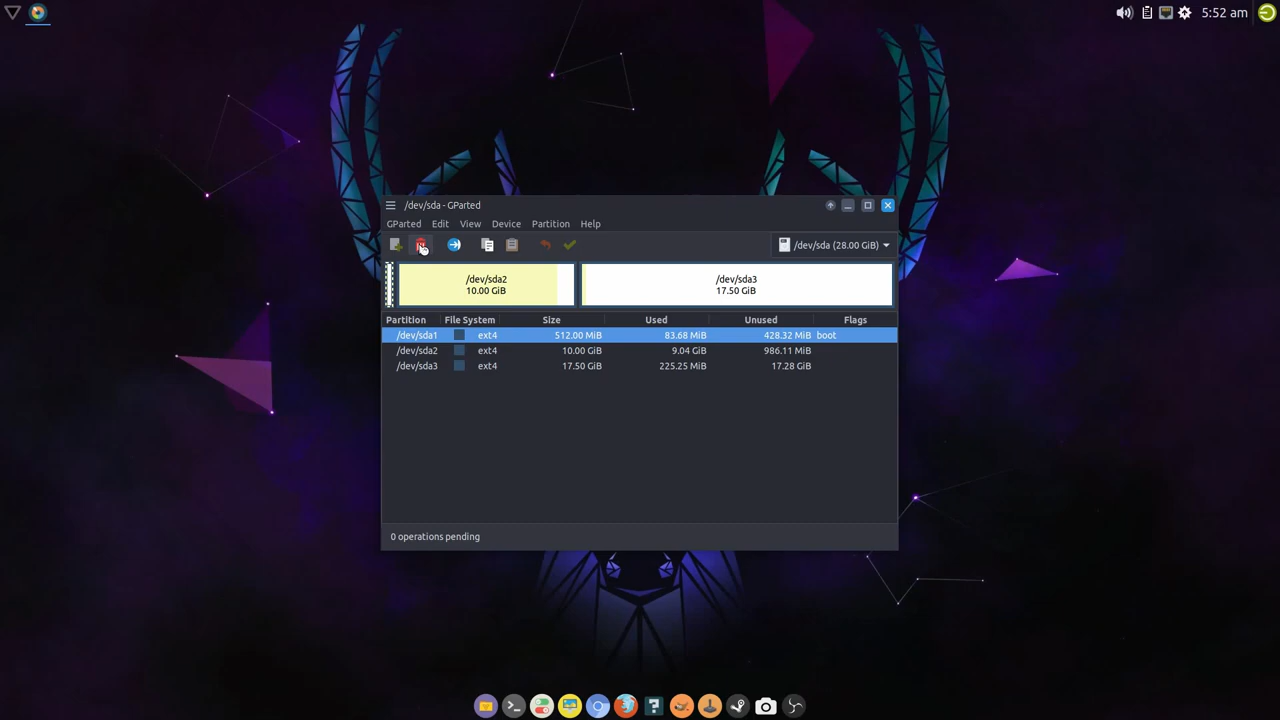 5:52 am
/dev/sda - GParted
GParted Edit View Device Partition Help
/dev/sda (28.00 GiB)
/dev/sda2 /dev/sda3
10.00 GiB 17.50 GiB
Partition File System Size Used Unused Flags
/dev/sda1 ext4 512.00 MiB 83.68 MiB 428.32 MiB boot
/dev/sda2 ext4 10.00 GiB 9.04 GiB 986.11 MiB
/dev/sda3 ext4 17.50 GiB 225.25 MiB 17.28 GiB
0 operations pending